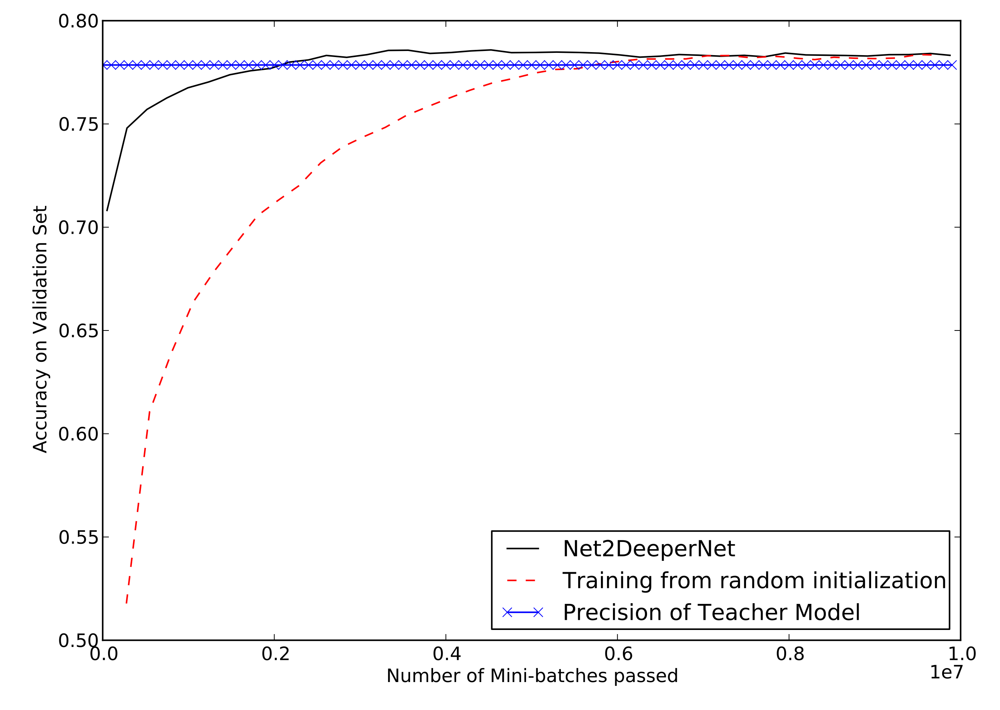 0.80
0.75
0.70
0.65
0.60
0.55
0.50
Accuracy on Validation Set
Net2DeeperNet
Training from random initialization
Precision of Teacher Model
0.0 0.2 0.4 0.6 0.8 1.0
1e7
Number of Mini-batches passed